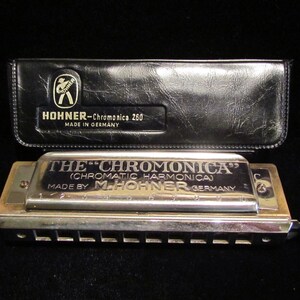 HOHNER-Chromonica 260
MADE IN GERMANY
THE "CHROMONICA"
(CHROMATIC HARMONICA)
MADE BY M. HOHNER GERMANY
C